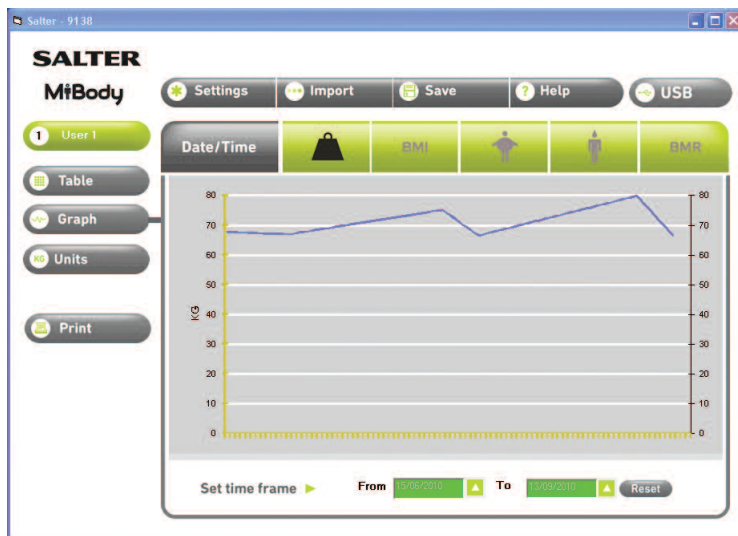 Salter - 9138
SALTER
MiBody
Settings Import Save Help USB
1 User 1
Date/Time BMI BMR
Table
Graph
KG Units
Print
80 80
70 70
60 60
50 50
KG
40 40
30 30
20 20
10 10
0 0
Set time frame From 15/06/2010 To 13/09/2010 Reset